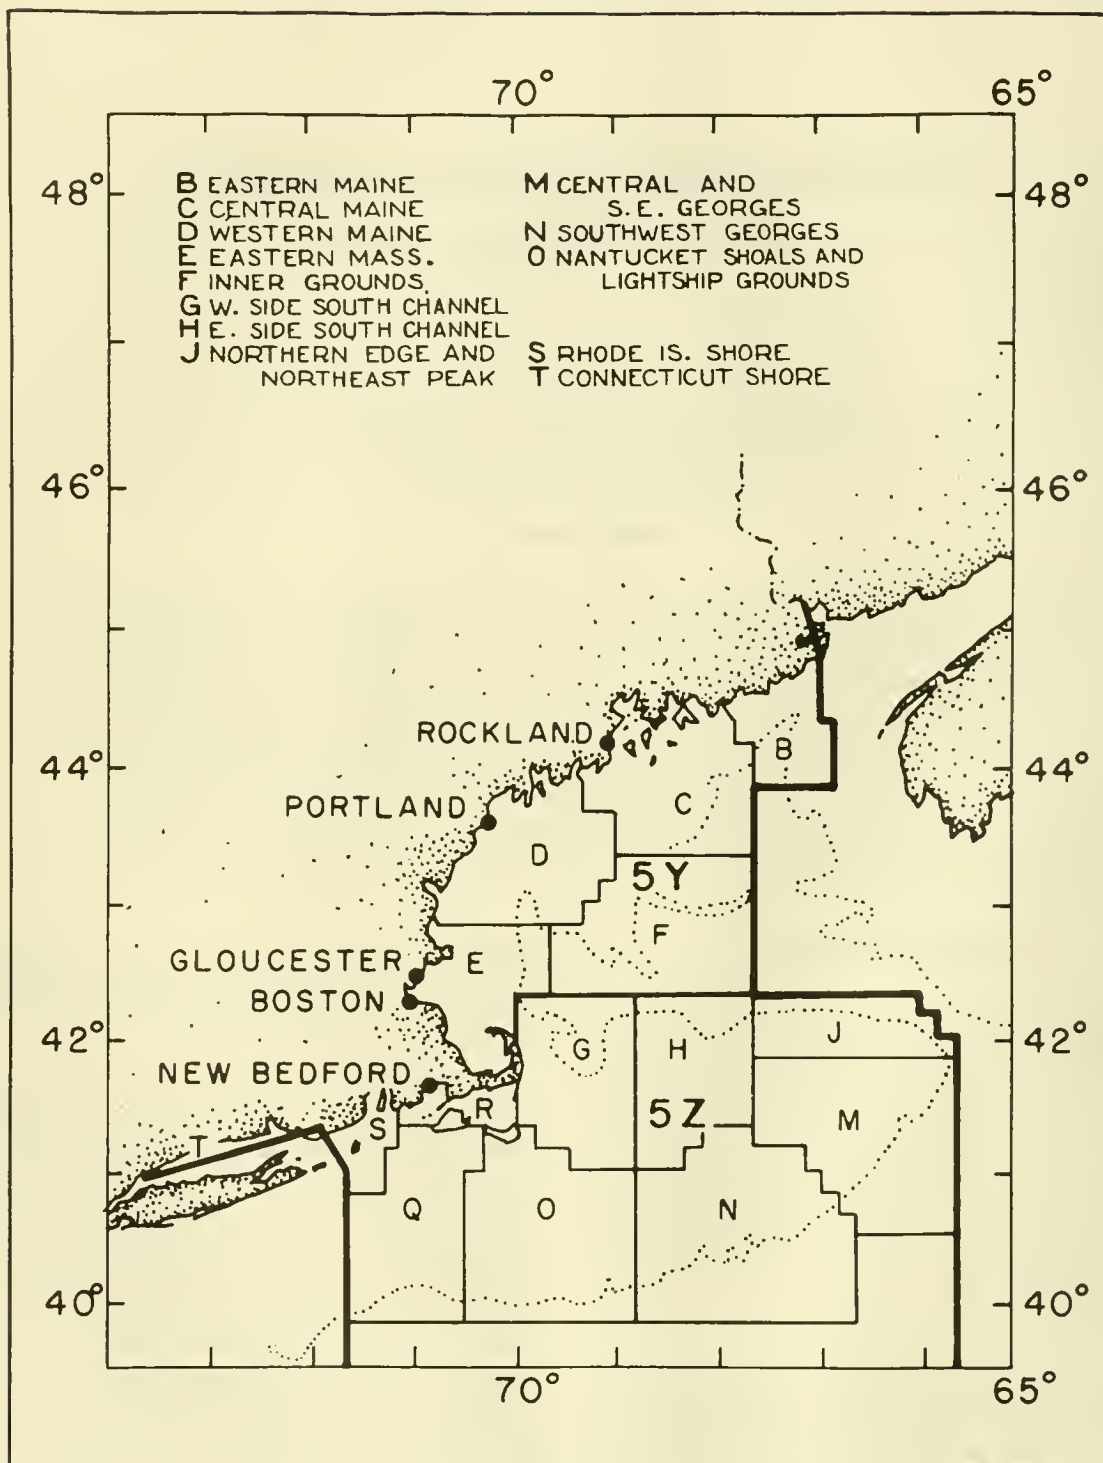 70°
65°
48°
48°
B EASTERN MAINE
C CENTRAL MAINE
D WESTERN MAINE
E EASTERN MASS.
F INNER GROUNDS
G W. SIDE SOUTH CHANNEL
H E. SIDE SOUTH CHANNEL
J NORTHERN EDGE AND
NORTHEAST PEAK
M CENTRAL AND
S.E. GEORGES
N SOUTHWEST GEORGES
O NANTUCKET SHOALS AND
LIGHTSHIP GROUNDS
S RHODE IS. SHORE
T CONNECTICUT SHORE
46°
46°
ROCKLAND
B
44°
44°
PORTLAND
C
D
5Y
F
GLOUCESTER
E
BOSTON
42°
J
42°
G
H
NEW BEDFORD
R
5Z
M
S
T
Q
O
N
40°
40°
70°
65°